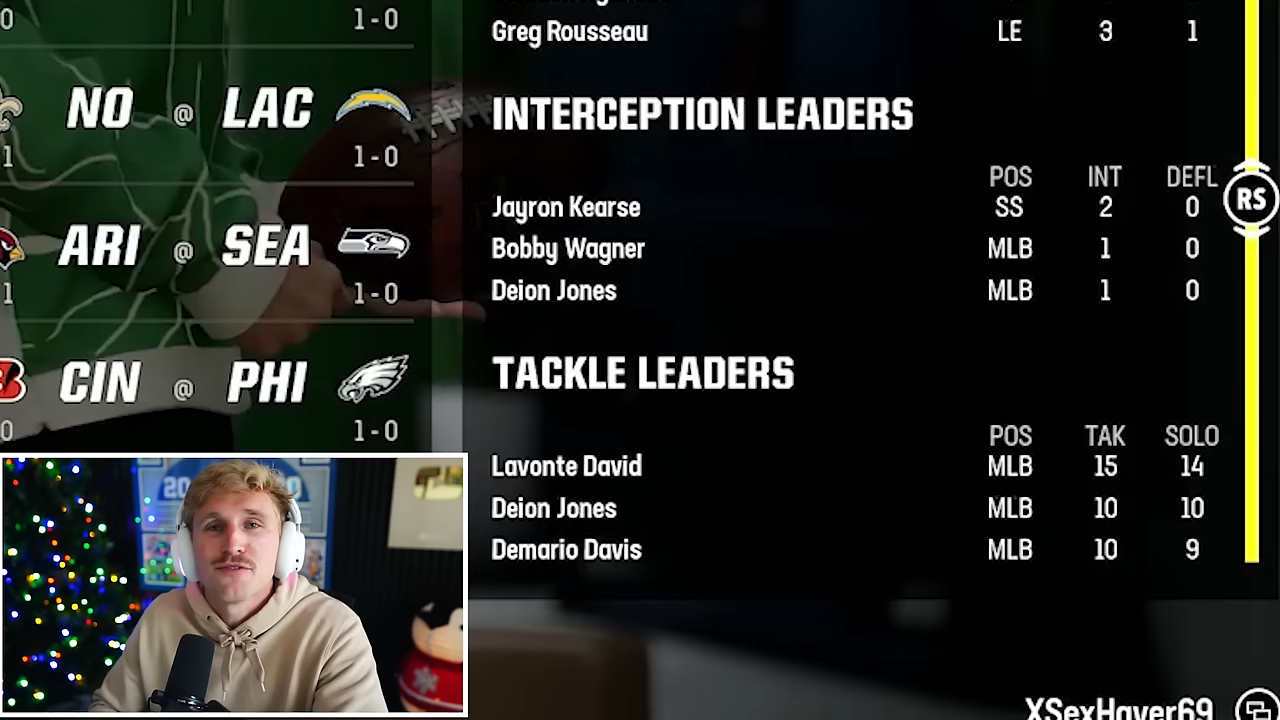 0
1-0
NO @ LAC
1
1-0
ARI @ SEA
1
1-0
CIN @ PHI
0
1-0
Greg Rousseau LE 3 1
INTERCEPTION LEADERS
POS INT DEFL
Jayron Kearse SS 2 0
Bobby Wagner MLB 1 0
Deion Jones MLB 1 0
RS
TACKLE LEADERS
POS TAK SOLO
Lavonte David MLB 15 14
Deion Jones MLB 10 10
Demario Davis MLB 10 9
XSexHaver69